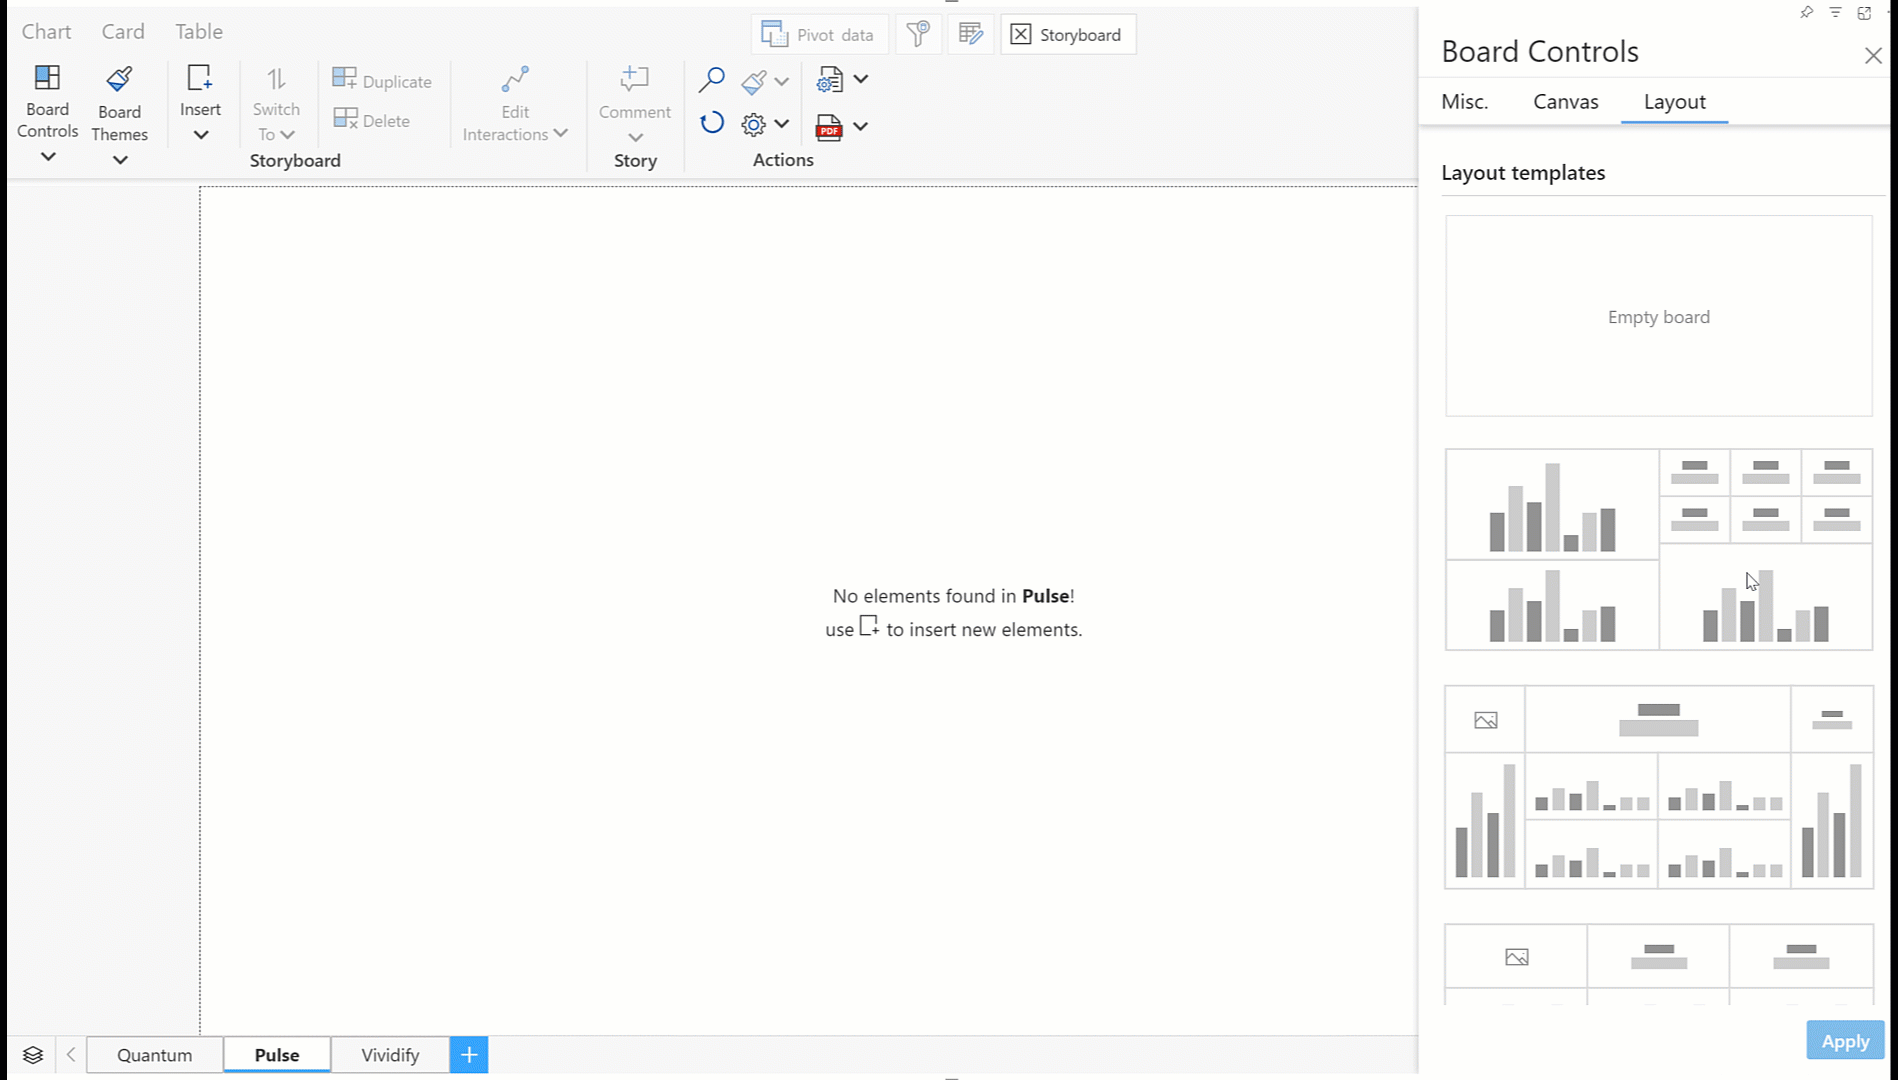 Chart Card Table
Pivot data
Storyboard
Board Controls
Misc. Canvas Layout
Board
Controls
Board
Themes
Insert
Switch
To
Duplicate
Delete
Storyboard
Edit
Interactions
Comment
Story
PDF
Actions
Layout templates
Empty board
No elements found in Pulse!
use to insert new elements.
Apply
Quantum Pulse Vividify +